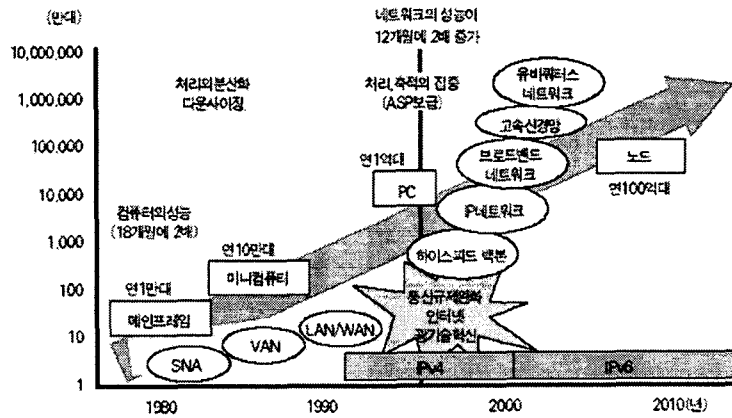 (만대)
네트워크의 성능이
12개월에 2배 증가
10,000,000
1,000,000
100,000
10,000
1,000
100
10
1
처리의 분산화
다운사이징
처리,축적의 집중
(ASP보급)
유비쿼터스
네트워크
고속신경망
브로드밴드
네트워크
노드
연100억대
연1억대
PC
IP네트워크
하이스피드 백본
컴퓨터의성능
(18개월에 2배)
연10만대
미니컴퓨터
연1만대
메인프레임
통신규제완화
인터넷
광기술혁신
SNA
VAN
LAN/WAN
IPv4
IPv6
1980
1990
2000
2010(년)